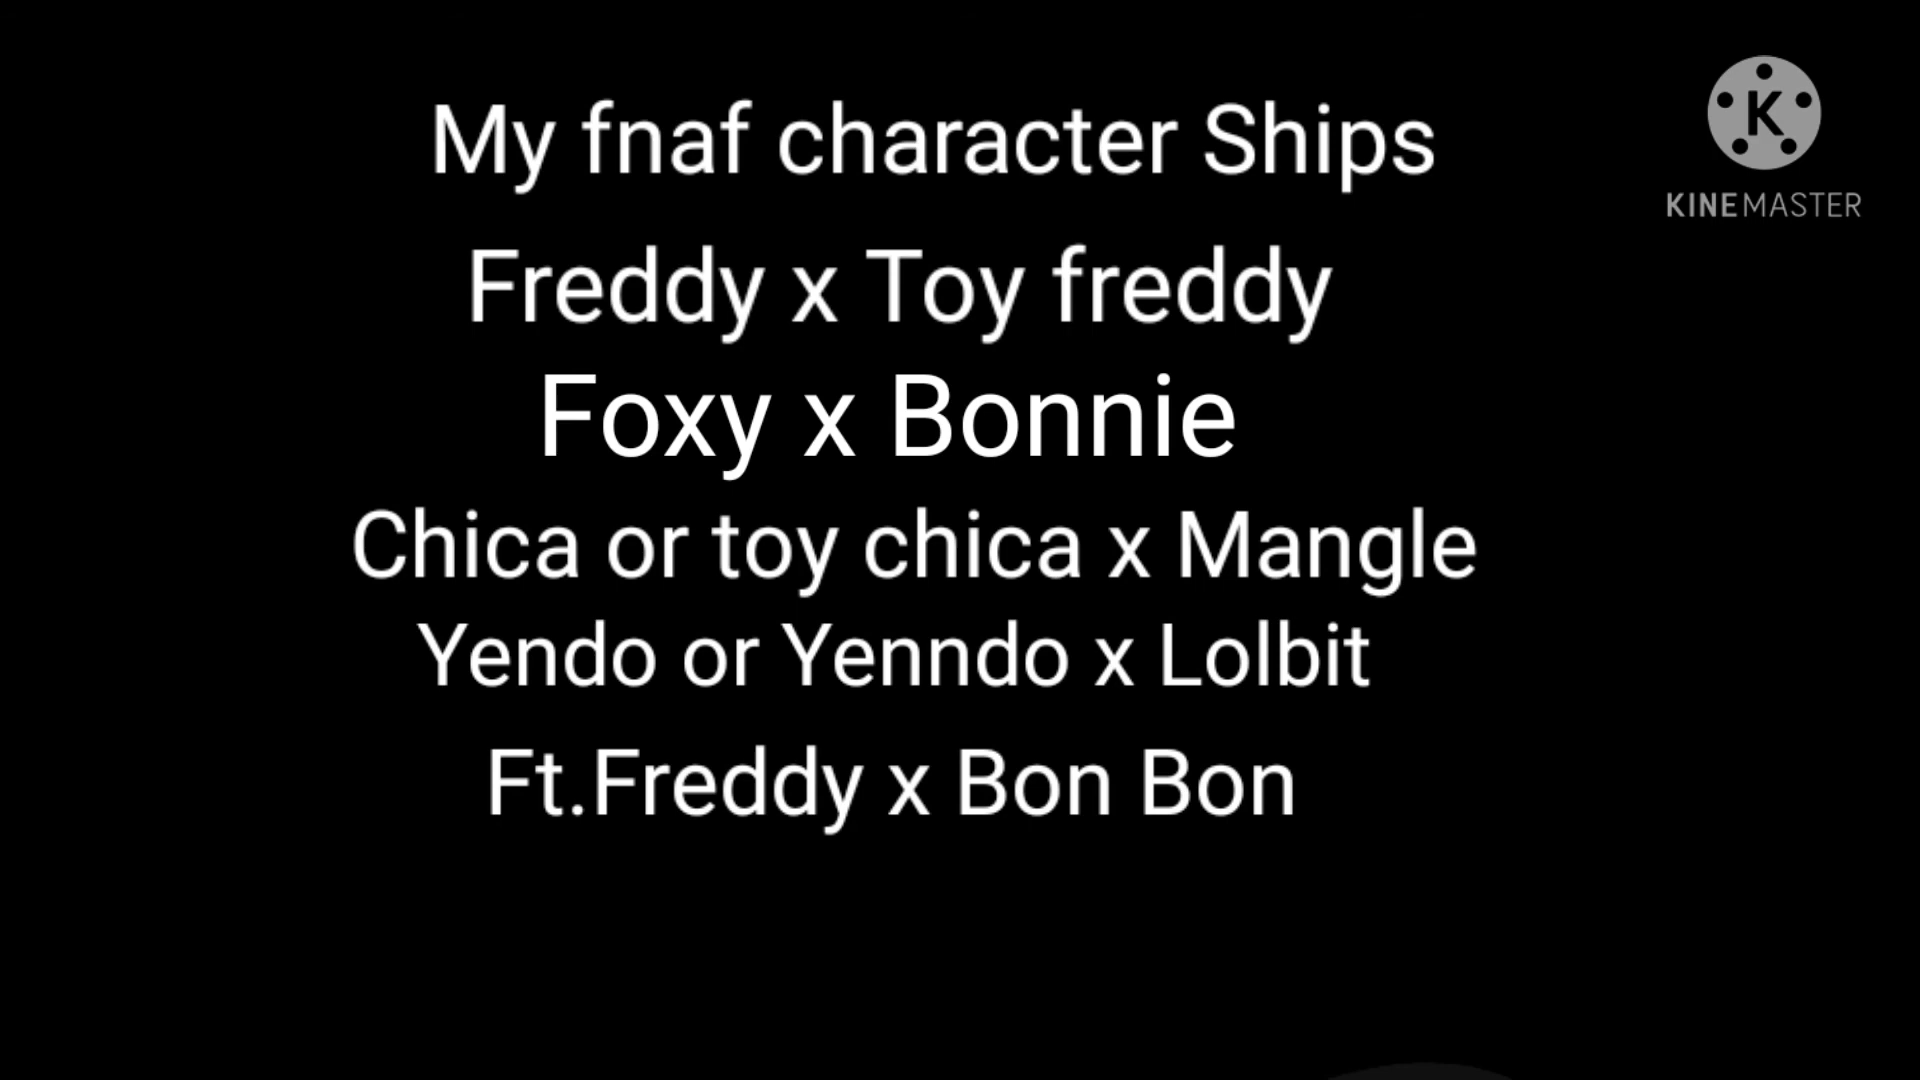 My fnaf character Ships
K
KINEMASTER
Freddy x Toy freddy
Foxy x Bonnie
Chica or toy chica x Mangle
Yendo or Yenndo x Lolbit
Ft.Freddy x Bon Bon